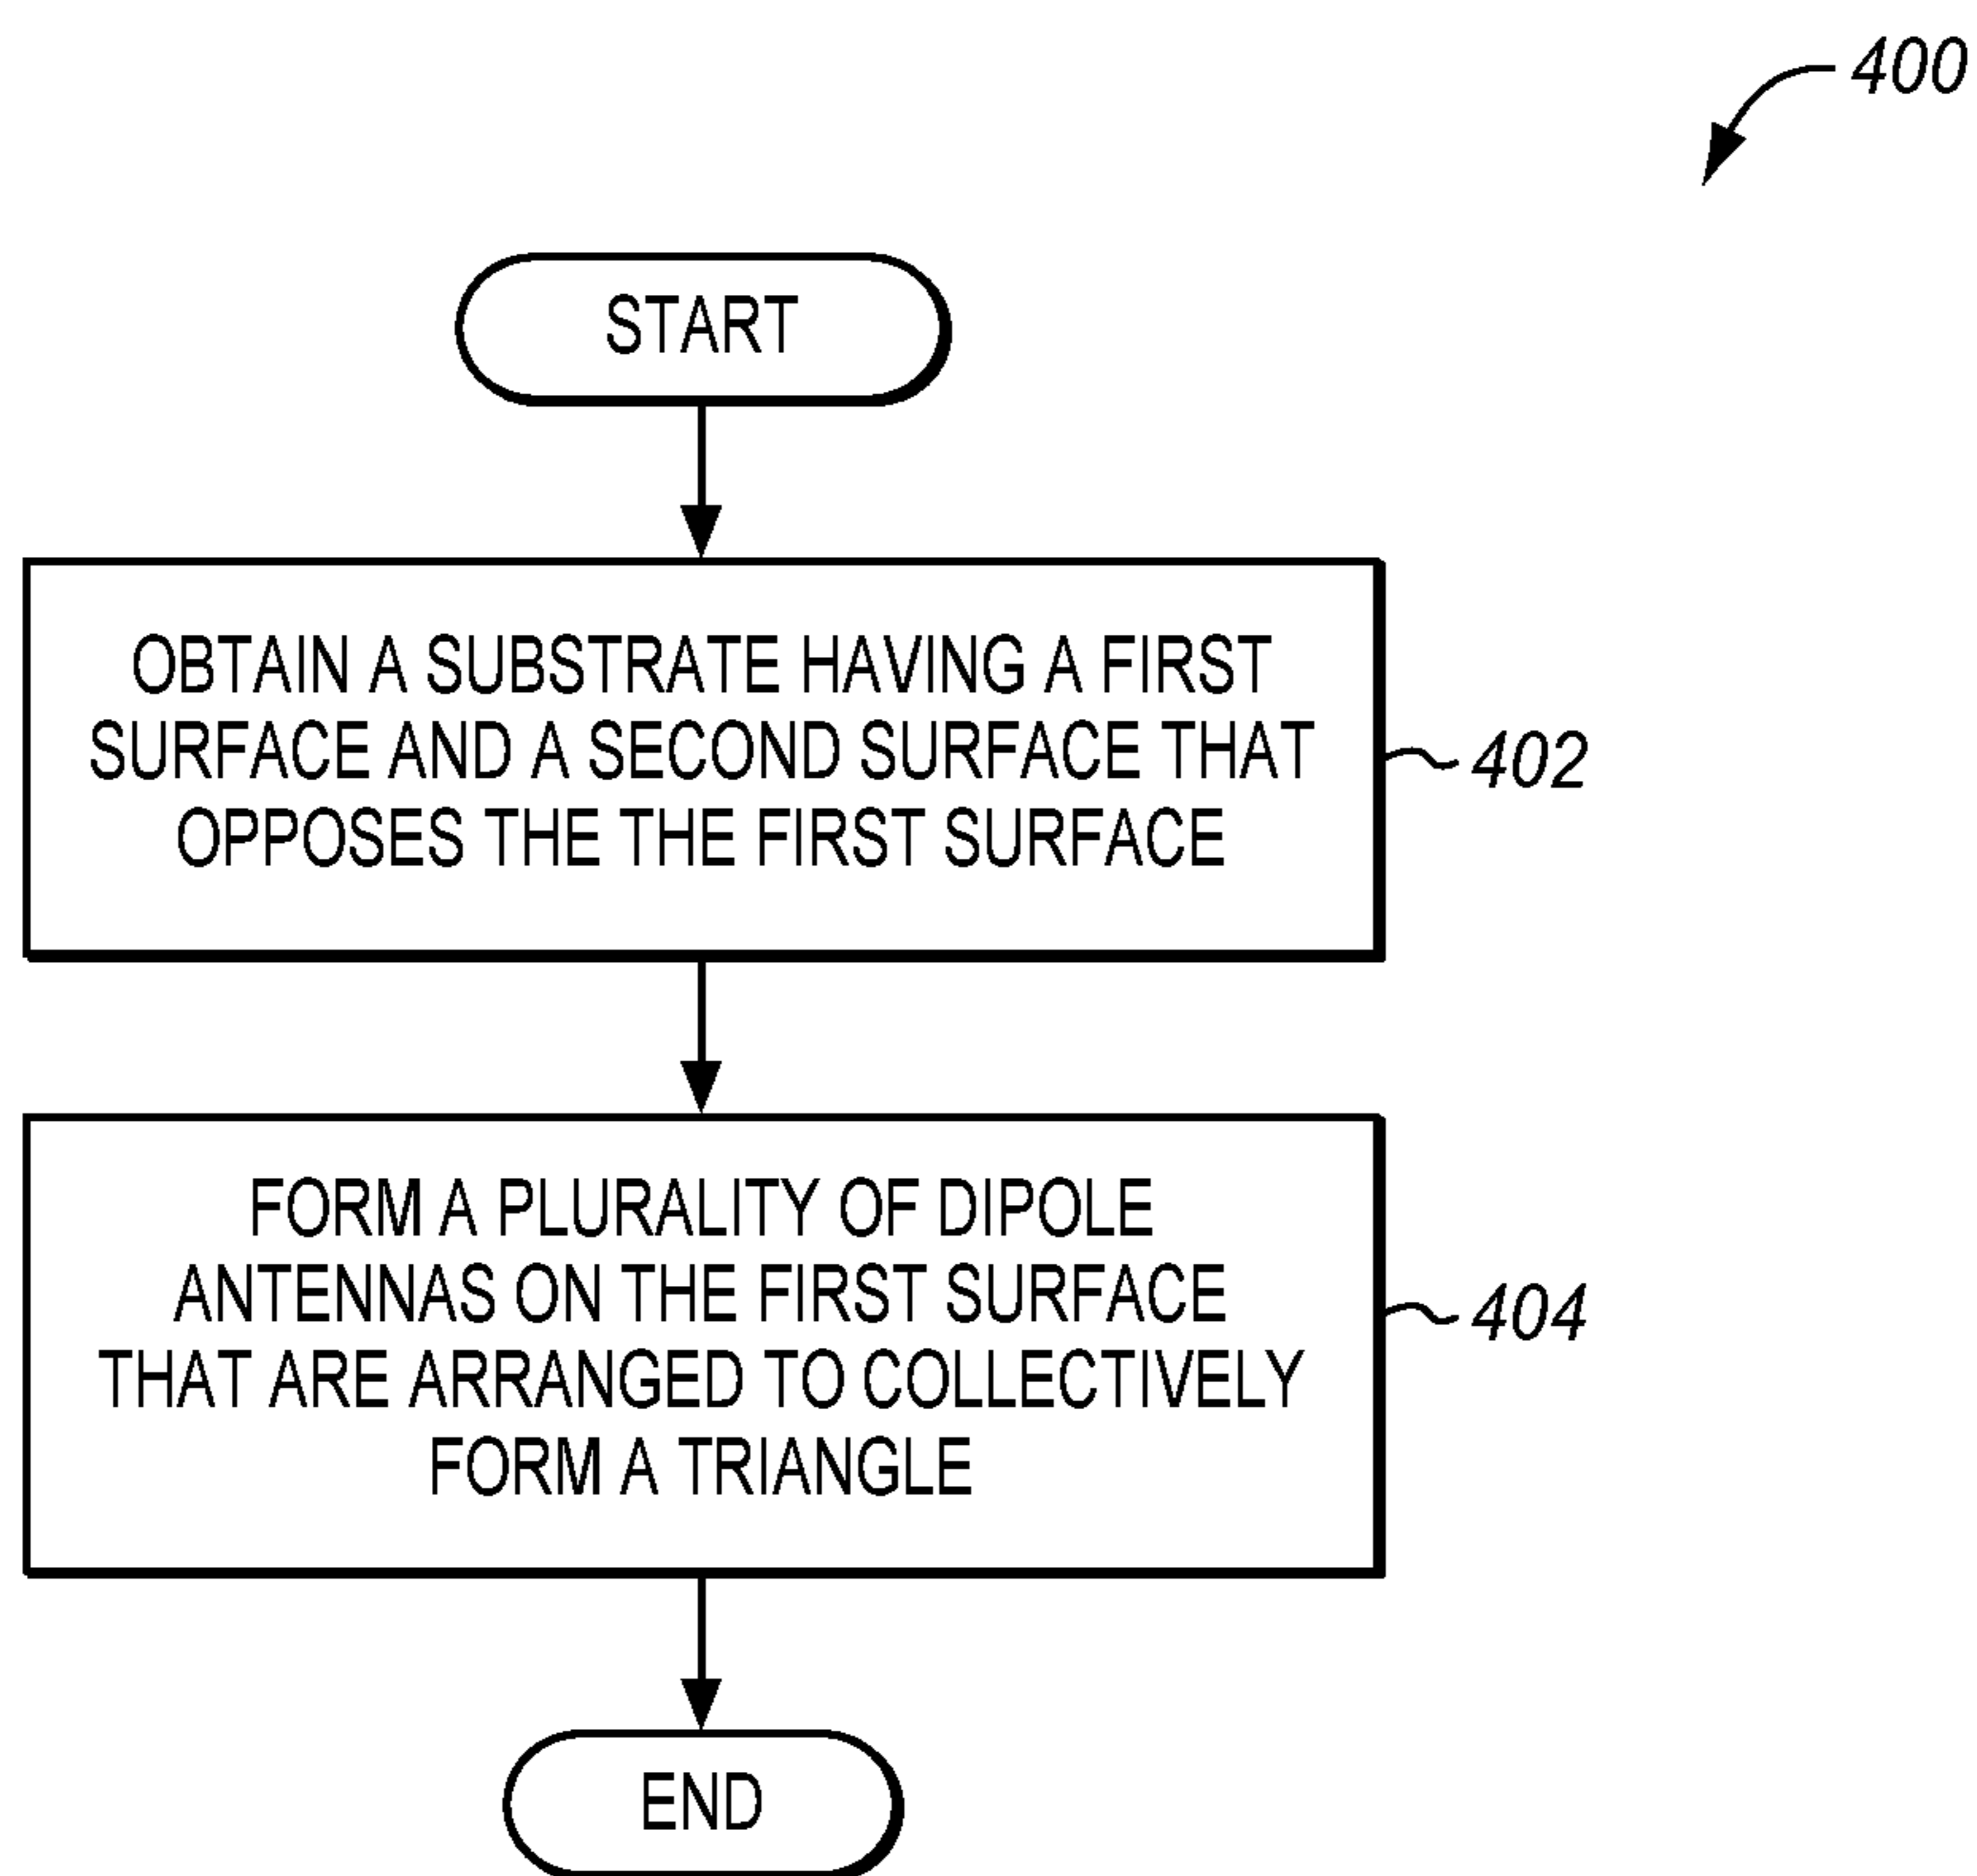 400
START
OBTAIN A SUBSTRATE HAVING A FIRST
SURFACE AND A SECOND SURFACE THAT
OPPOSES THE THE FIRST SURFACE
402
FORM A PLURALITY OF DIPOLE
ANTENNAS ON THE FIRST SURFACE
THAT ARE ARRANGED TO COLLECTIVELY
FORM A TRIANGLE
404
END